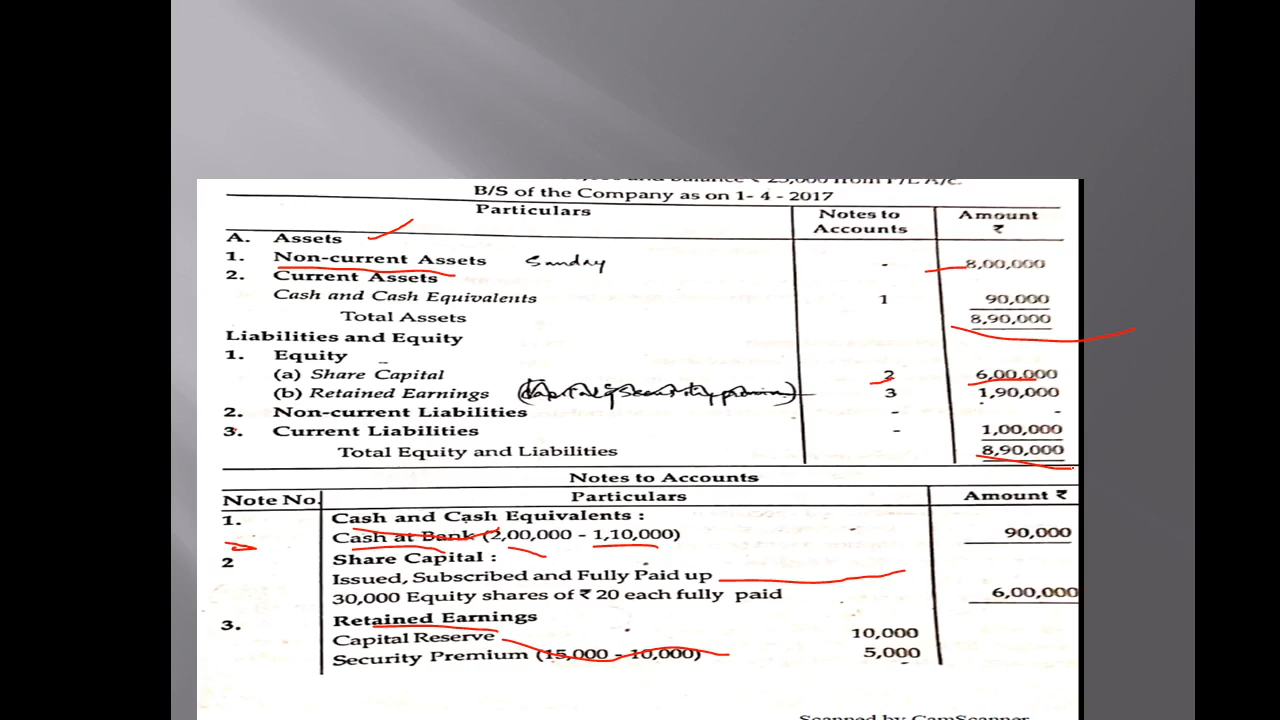 25,000 from P/L A/c.
B/S of the Company as on 1- 4 - 2017
Particulars Notes to Accounts Amount ₹
A. Assets
1. Non-current Assets Sunday - 8,00,000
2. Current Assets
Cash and Cash Equivalents 1 90,000
Total Assets 8,90,000
Liabilities and Equity
1. Equity
(a) Share Capital 2 6,00,000
(b) Retained Earnings 3 1,90,000
2. Non-current Liabilities - -
3. Current Liabilities - 1,00,000
Total Equity and Liabilities 8,90,000
Notes to Accounts
Note No. Particulars Amount ₹
1. Cash and Cash Equivalents :
Cash at Bank (2,00,000 - 1,10,000) 90,000
2 Share Capital :
Issued, Subscribed and Fully Paid up
30,000 Equity shares of ₹ 20 each fully paid 6,00,000
3. Retained Earnings
Capital Reserve 10,000
Security Premium (15,000 - 10,000) 5,000
Scanned by CamScanner